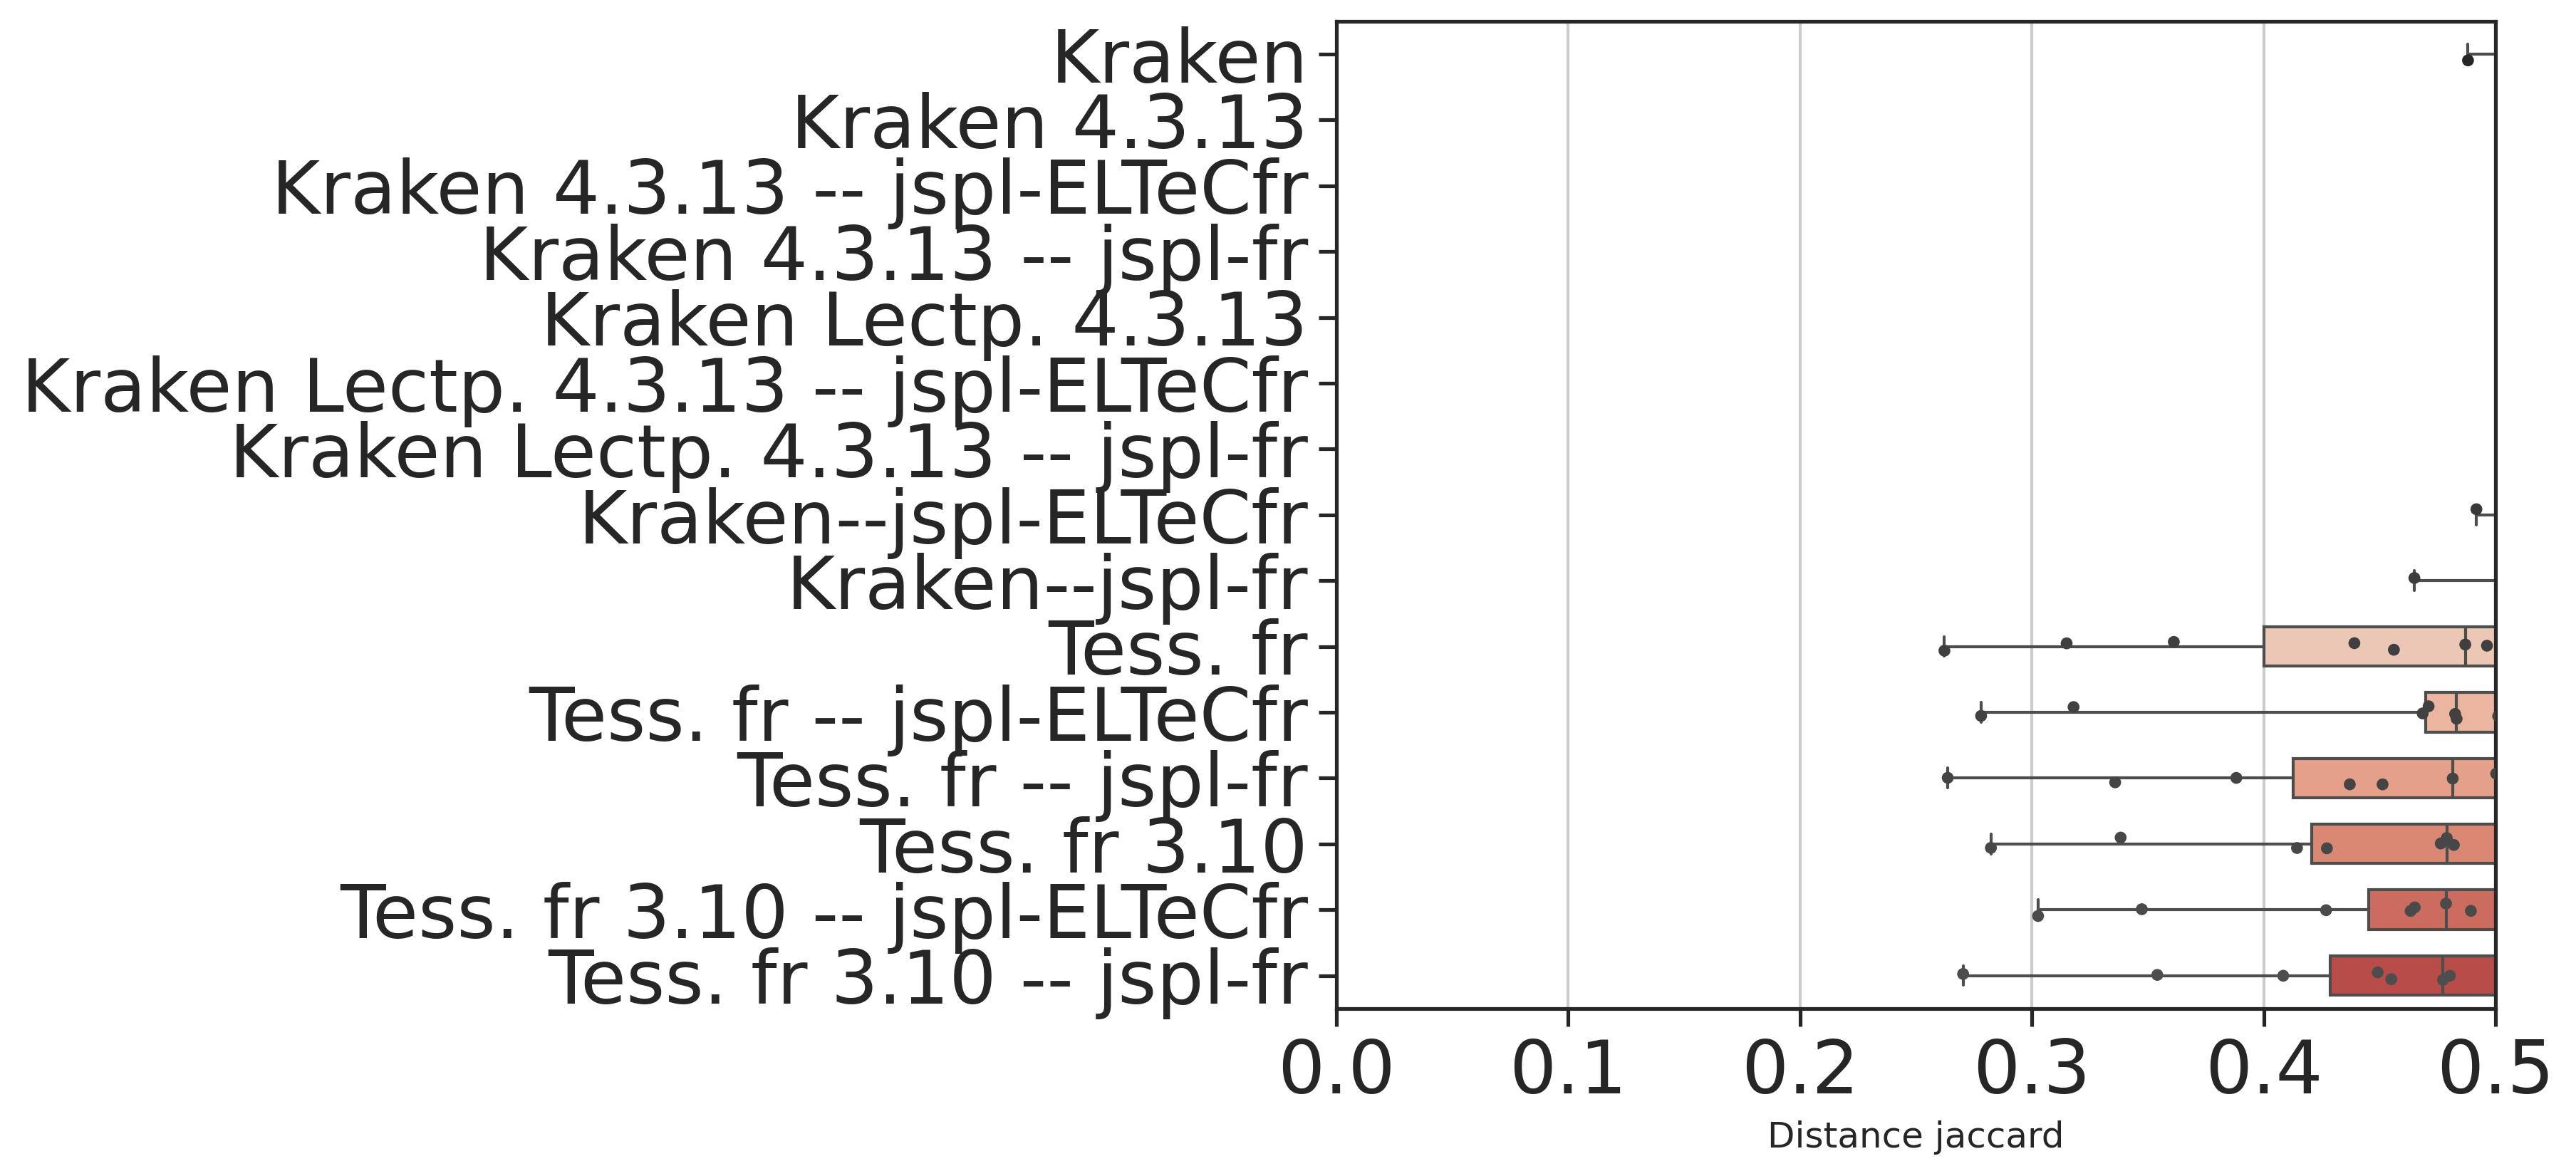 Kraken
Kraken 4.3.13
Kraken 4.3.13 -- jspl-ELTeCfr
Kraken 4.3.13 -- jspl-fr
Kraken Lectp. 4.3.13
Kraken Lectp. 4.3.13 -- jspl-ELTeCfr
Kraken Lectp. 4.3.13 -- jspl-fr
Kraken--jspl-ELTeCfr
Kraken--jspl-fr
Tess. fr
Tess. fr -- jspl-ELTeCfr
Tess. fr -- jspl-fr
Tess. fr 3.10
Tess. fr 3.10 -- jspl-ELTeCfr
Tess. fr 3.10 -- jspl-fr
0.0 0.1 0.2 0.3 0.4 0.5
Distance jaccard